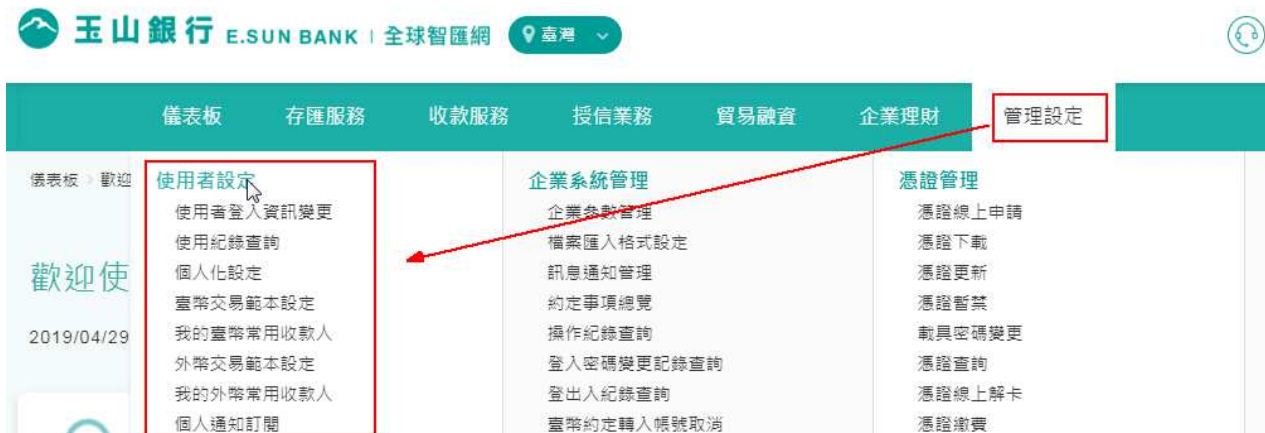 玉山銀行 E.SUN BANK | 全球智匯網 臺灣
儀表板 存匯服務 收款服務 授信業務 貿易融資 企業理財 管理設定
儀表板 > 歡迎
歡迎使
2019/04/29
使用者設定
使用者登入資訊變更
使用紀錄查詢
個人化設定
臺幣交易範本設定
我的臺幣常用收款人
外幣交易範本設定
我的外幣常用收款人
個人通知訂閱
企業系統管理
企業參數管理
檔案匯入格式設定
訊息通知管理
約定事項總覽
操作紀錄查詢
登入密碼變更記錄查詢
登出入紀錄查詢
臺幣約定轉入帳號取消
憑證管理
憑證線上申請
憑證下載
憑證更新
憑證暫禁
載具密碼變更
憑證查詢
憑證線上解卡
憑證繳費